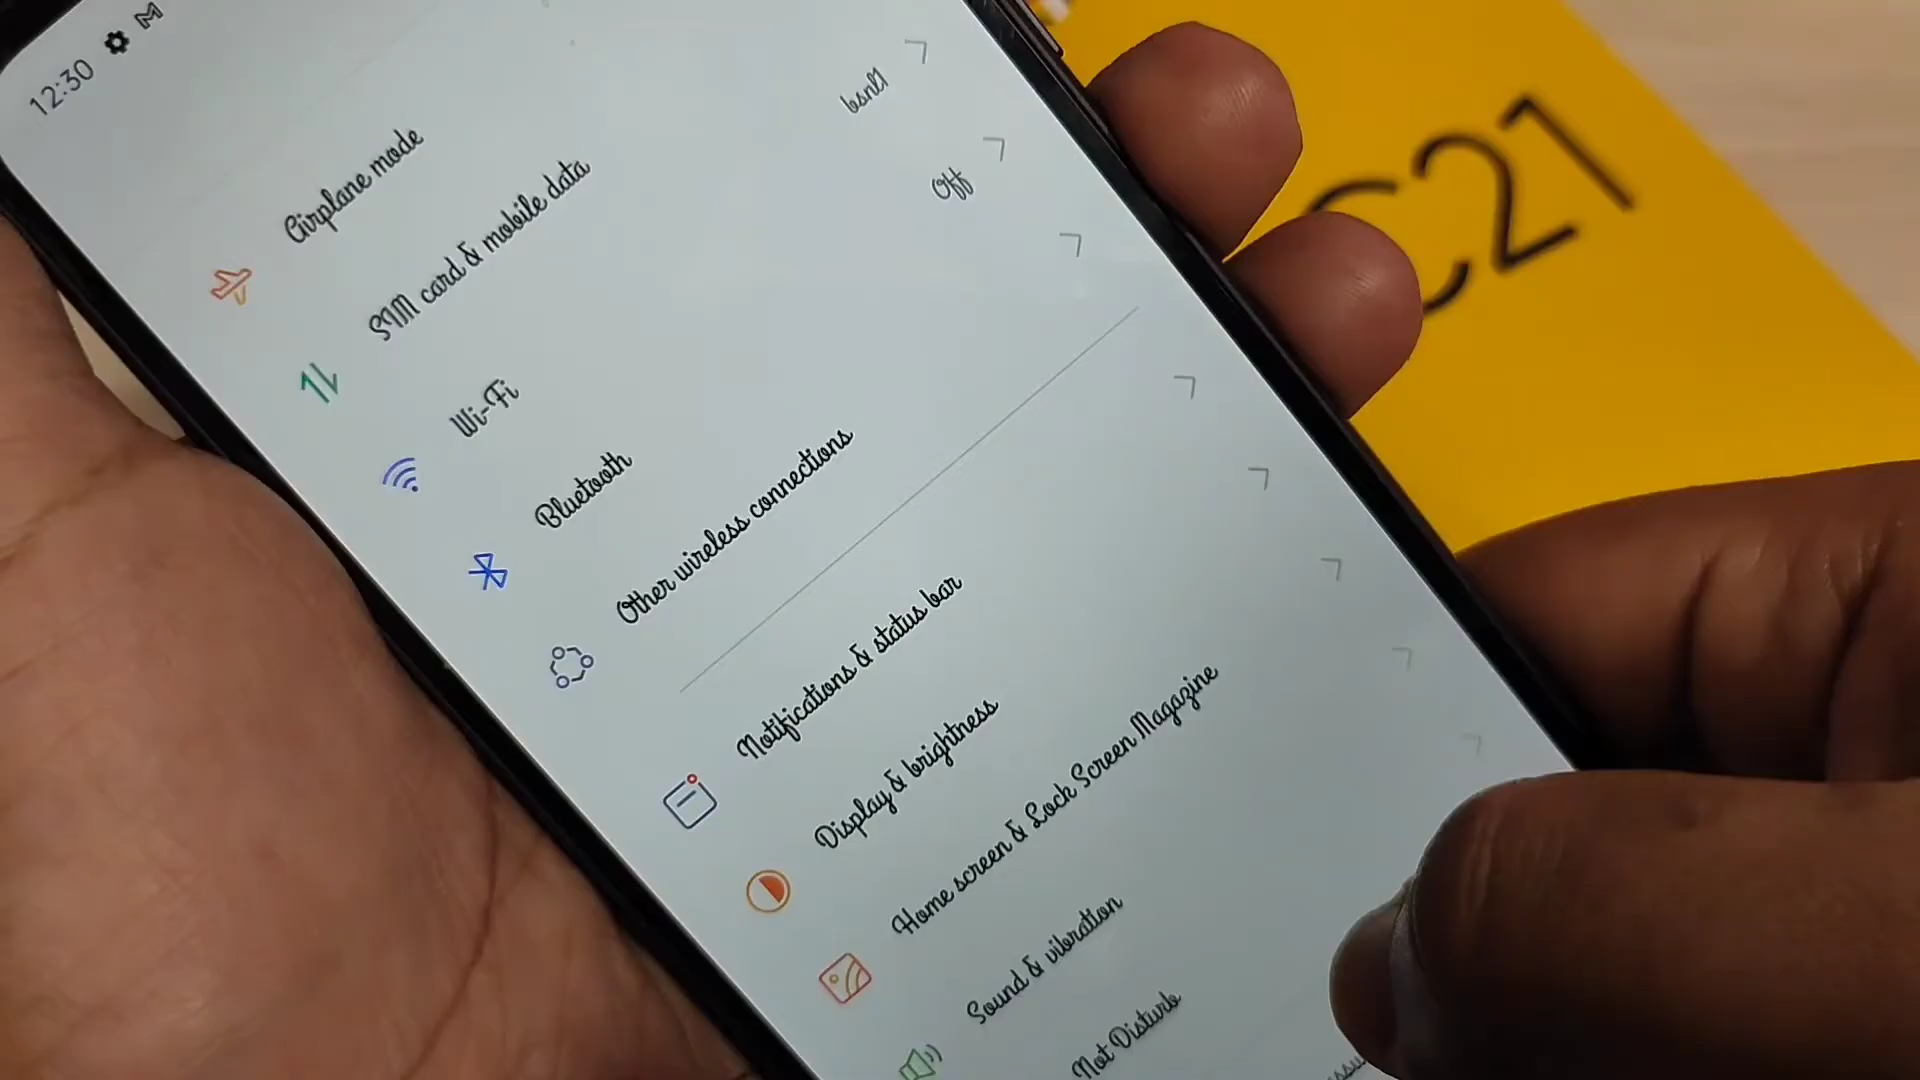 12:30
Airplane mode
SIM card & mobile data
Wi-Fi
bsnl1
Bluetooth
Off
Other wireless connections
Notifications & status bar
Display & brightness
Home screen & Lock Screen Magazine
Sound & vibration
Not Disturb
C21